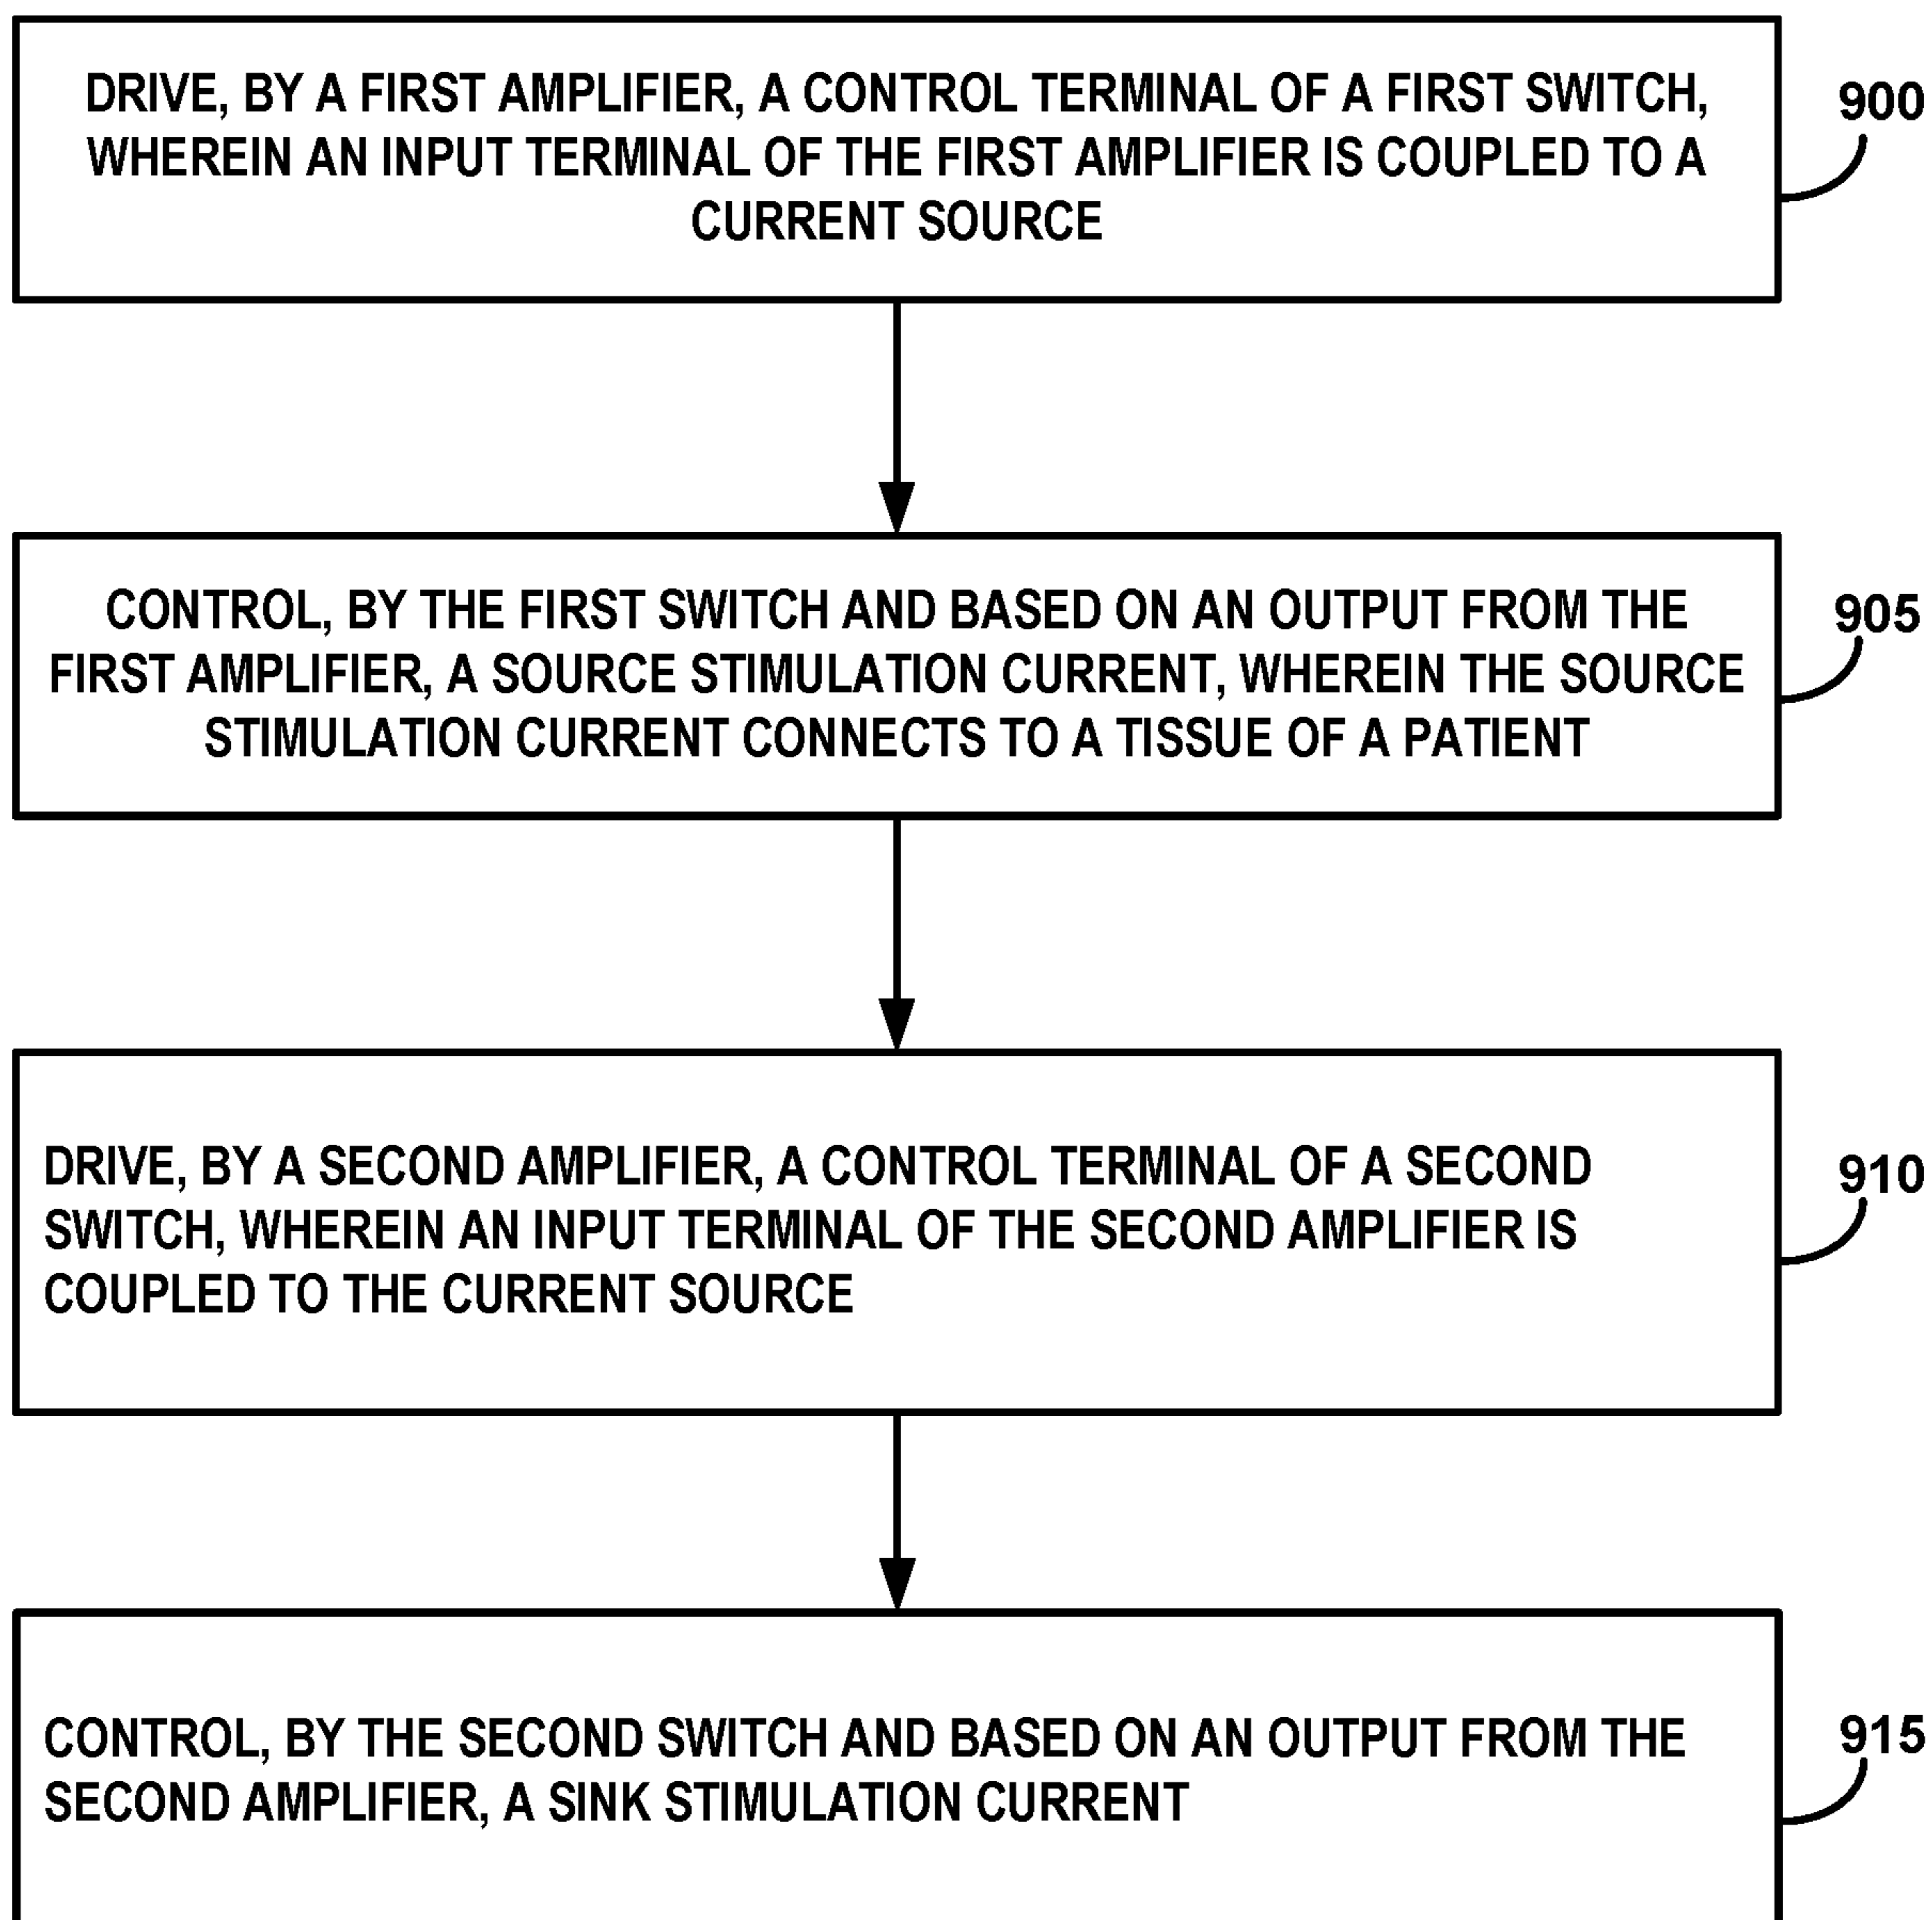 DRIVE, BY A FIRST AMPLIFIER, A CONTROL TERMINAL OF A FIRST SWITCH,
WHEREIN AN INPUT TERMINAL OF THE FIRST AMPLIFIER IS COUPLED TO A
CURRENT SOURCE
900
CONTROL, BY THE FIRST SWITCH AND BASED ON AN OUTPUT FROM THE
FIRST AMPLIFIER, A SOURCE STIMULATION CURRENT, WHEREIN THE SOURCE
STIMULATION CURRENT CONNECTS TO A TISSUE OF A PATIENT
905
DRIVE, BY A SECOND AMPLIFIER, A CONTROL TERMINAL OF A SECOND
SWITCH, WHEREIN AN INPUT TERMINAL OF THE SECOND AMPLIFIER IS
COUPLED TO THE CURRENT SOURCE
910
CONTROL, BY THE SECOND SWITCH AND BASED ON AN OUTPUT FROM THE
SECOND AMPLIFIER, A SINK STIMULATION CURRENT
915